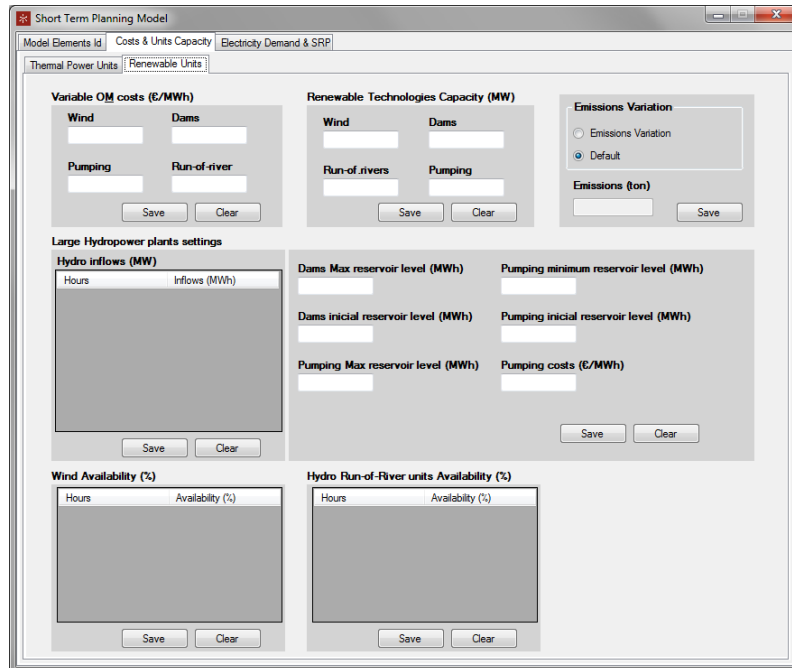 Short Term Planning Model
Model Elements Id Costs & Units Capacity Electricity Demand & SRP
Thermal Power Units Renewable Units
Variable OM costs (€/MWh)
Wind Dams
Pumping Run-of-river
Save Clear
Renewable Technologies Capacity (MW)
Wind Dams
Run-of.rivers Pumping
Save Clear
Emissions Variation
Emissions Variation
Default
Emissions (ton)
Save
Large Hydropower plants settings
Hydro inflows (MW)
Hours Inflows (MWh)
Save Clear
Dams Max reservoir level (MWh) Pumping minimum reservoir level (MWh)
Dams inicial reservoir level (MWh) Pumping inicial reservoir level (MWh)
Pumping Max reservoir level (MWh) Pumping costs (€/MWh)
Save Clear
Wind Availability (%)
Hours Availability (%)
Save Clear
Hydro Run-of-River units Availability (%)
Hours Availability (%)
Save Clear